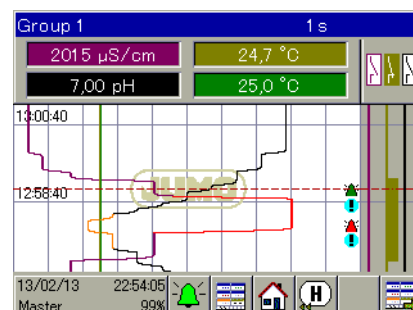 Group 1 1 s
2015 µS/cm 24,7 °C
7,00 pH 25,0 °C
13:00:40
JUMO
12:58:40
13/02/13 22:54:05
Master 99%
H